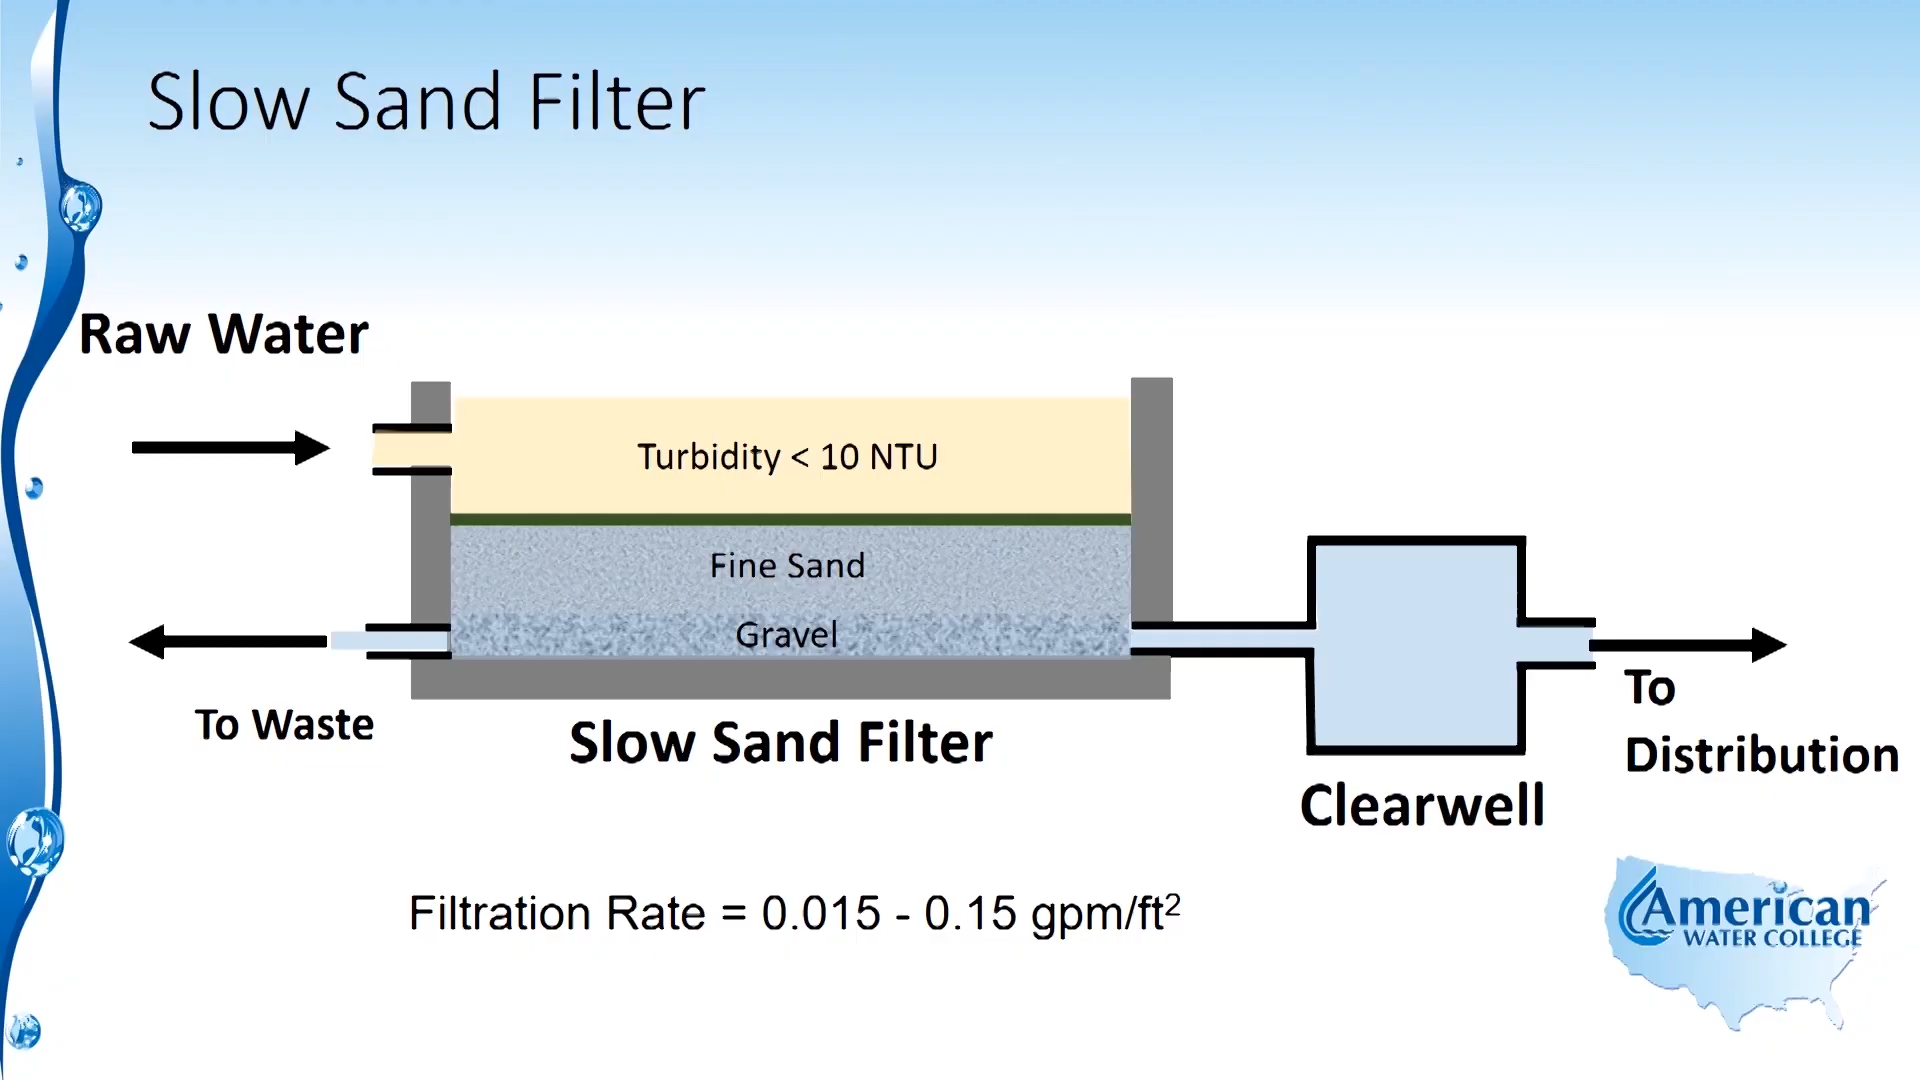 Slow Sand Filter
Raw Water
Turbidity < 10 NTU
Fine Sand
Gravel
To Waste
Slow Sand Filter
Clearwell
To
Distribution
Filtration Rate = 0.015 - 0.15 gpm/ft²
American
WATER COLLEGE